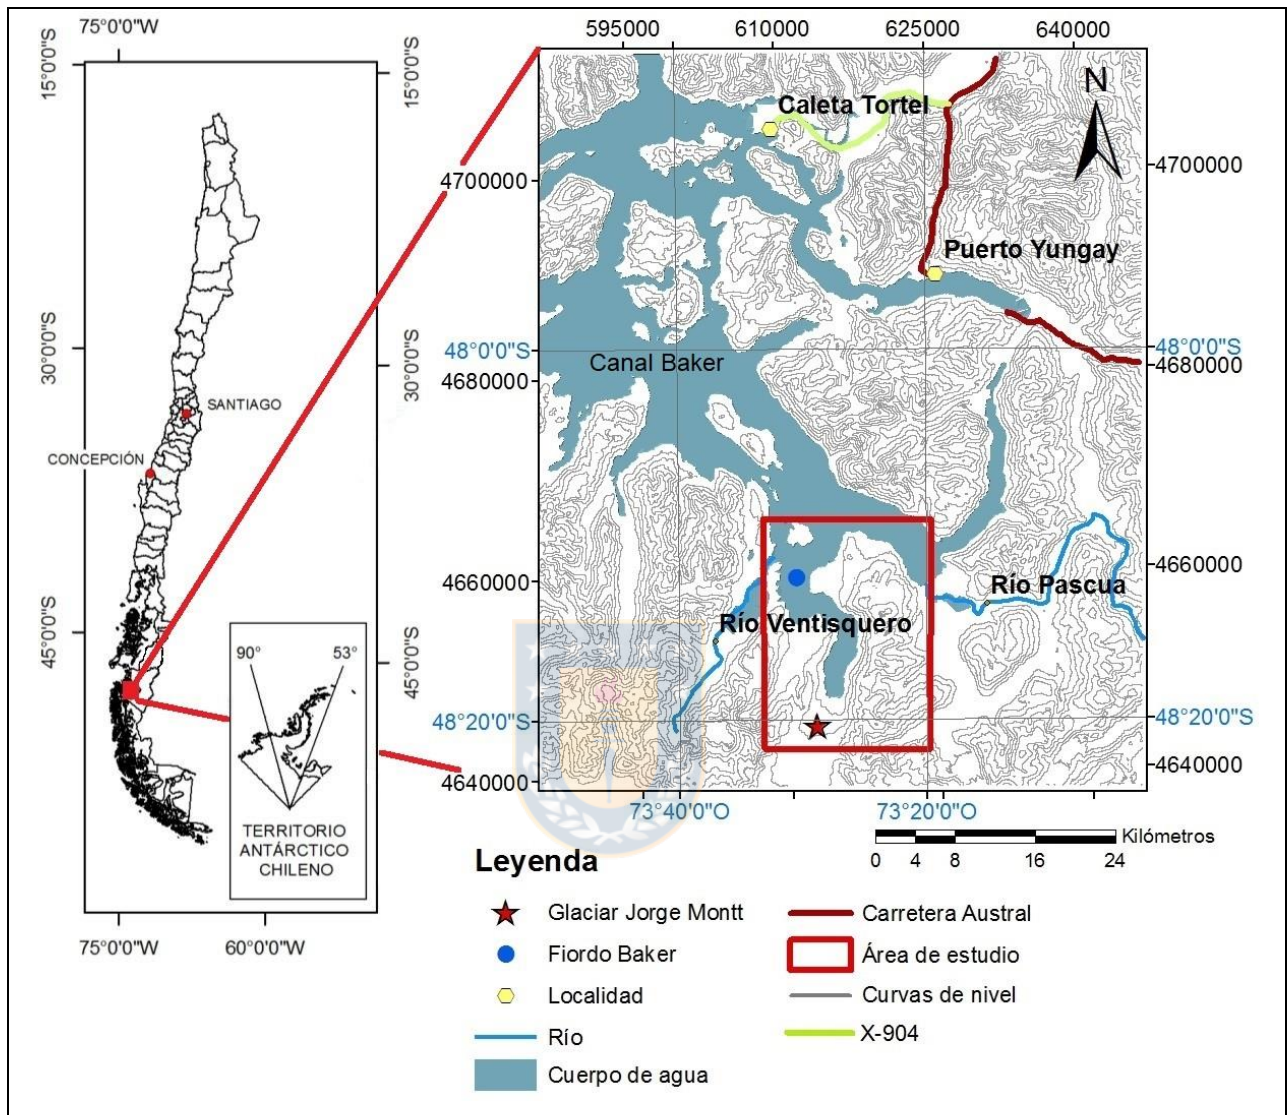 75°0'0"W
15°0'0"S
15°0'0"S
30°0'0"S
30°0'0"S
SANTIAGO
CONCEPCIÓN
45°0'0"S
45°0'0"S
90°
53°
TERRITORIO
ANTÁRCTICO
CHILENO
75°0'0"W
60°0'0"W
595000
610000
625000
640000
N
Caleta Tortel
4700000
4700000
Puerto Yungay
48°0'0"S
48°0'0"S
Canal Baker
4680000
4680000
4660000
4660000
Río Pascua
Río Ventisquero
48°20'0"S
48°20'0"S
4640000
4640000
73°40'0"O
73°20'0"O
Kilómetros
0 4 8 16 24
Leyenda
Glaciar Jorge Montt
Fiordo Baker
Localidad
Río
Cuerpo de agua
Carretera Austral
Área de estudio
Curvas de nivel
X-904